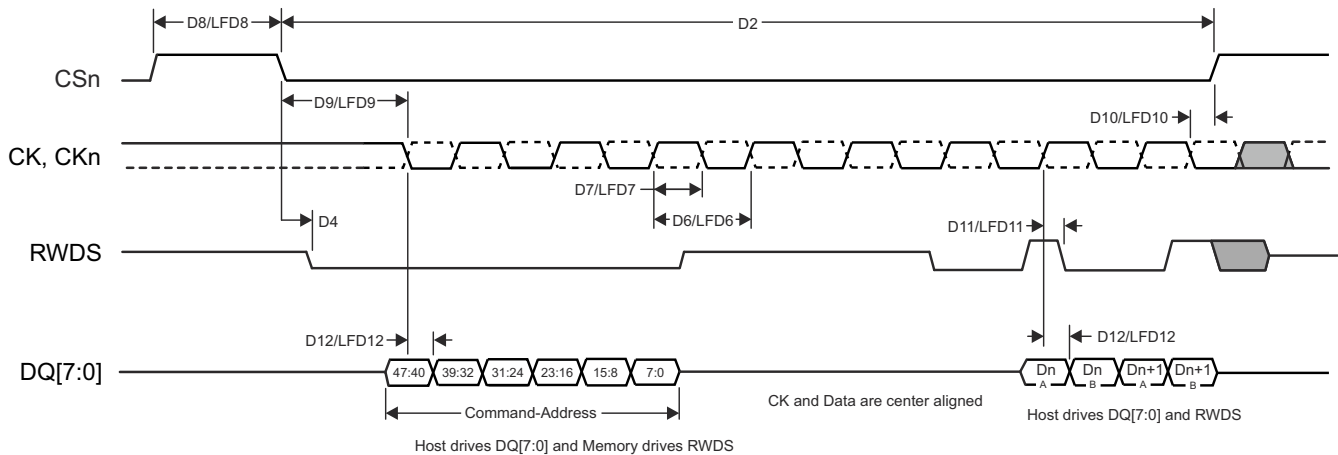 D8/LFD8
D2
CSn
D9/LFD9
D10/LFD10
CK, CKn
D7/LFD7
D4
D6/LFD6
D11/LFD11
RWDS
D12/LFD12
D12/LFD12
DQ[7:0]
47:40 39:32 31:24 23:16 15:8 7:0
Dn A Dn B Dn+1 A Dn+1 B
Command-Address
CK and Data are center aligned
Host drives DQ[7:0] and RWDS
Host drives DQ[7:0] and Memory drives RWDS